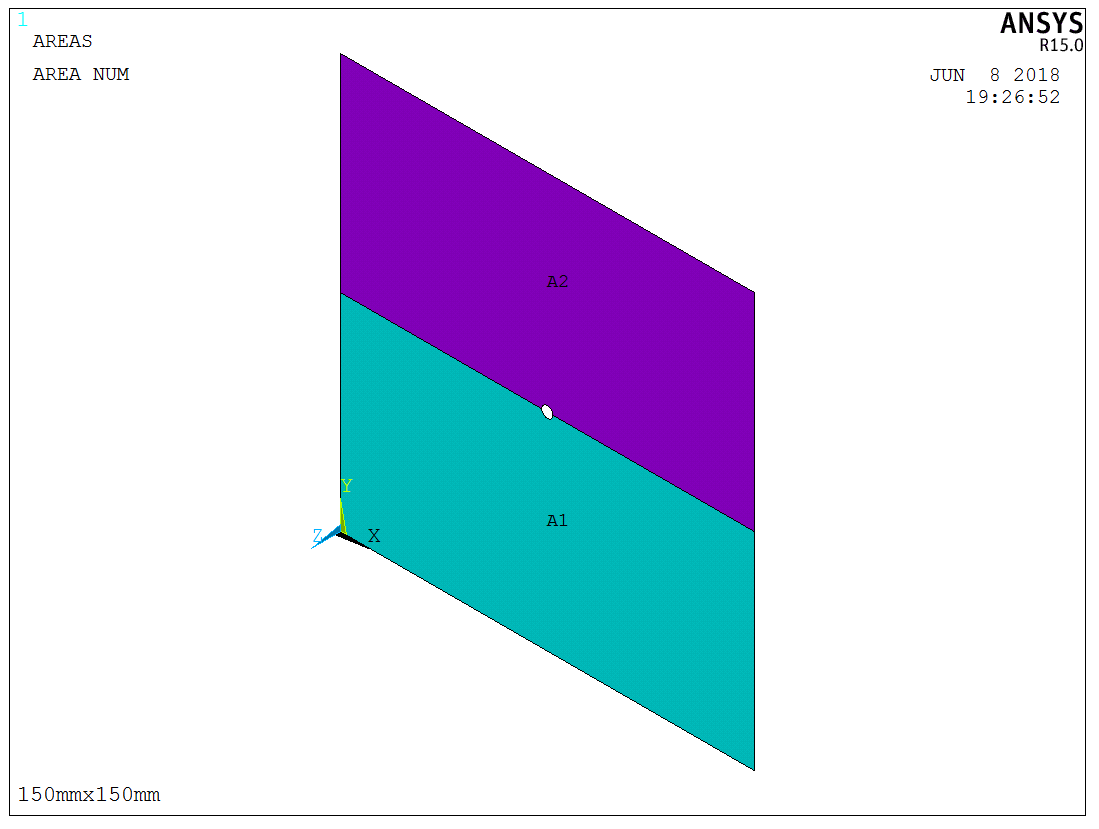 1
AREAS
AREA NUM
ANSYS
R15.0
JUN  8 2018
19:26:52
A2
Y
Z
X
A1
150mmx150mm